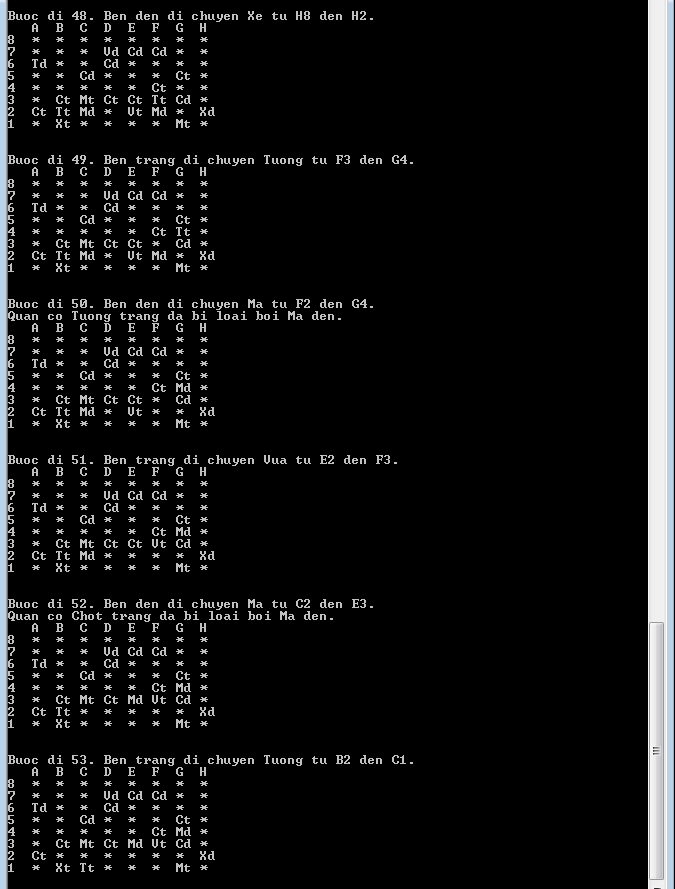 Buoc di 48. Ben den di chuyen Xe tu H8 den H2.
A B C D E F G H
8 * * * * * * * *
7 * * * Vd Cd Cd * *
6 Td * * Cd * * * *
5 * * Cd * * * Ct *
4 * * * * * Ct * *
3 * Ct Mt Ct Ct Tt Cd *
2 Ct Tt Md * Vt Md * Xd
1 * Xt * * * * Mt *
Buoc di 49. Ben trang di chuyen Tuong tu F3 den G4.
A B C D E F G H
8 * * * * * * * *
7 * * * Vd Cd Cd * *
6 Td * * Cd * * * *
5 * * Cd * * * Ct *
4 * * * * * Ct Tt *
3 * Ct Mt Ct Ct * Cd *
2 Ct Tt Md * Vt Md * Xd
1 * Xt * * * * Mt *
Buoc di 50. Ben den di chuyen Ma tu F2 den G4.
Quan co Tuong trang da bi loai boi Ma den.
A B C D E F G H
8 * * * * * * * *
7 * * * Vd Cd Cd * *
6 Td * * Cd * * * *
5 * * Cd * * * Ct *
4 * * * * * Ct Md *
3 * Ct Mt Ct Ct * Cd *
2 Ct Tt Md * Vt * * Xd
1 * Xt * * * * Mt *
Buoc di 51. Ben trang di chuyen Vua tu E2 den F3.
A B C D E F G H
8 * * * * * * * *
7 * * * Vd Cd Cd * *
6 Td * * Cd * * * *
5 * * Cd * * * Ct *
4 * * * * * Ct Md *
3 * Ct Mt Ct Ct Vt Cd *
2 Ct Tt Md * * * * Xd
1 * Xt * * * * Mt *
Buoc di 52. Ben den di chuyen Ma tu C2 den E3.
Quan co Chot trang da bi loai boi Ma den.
A B C D E F G H
8 * * * * * * * *
7 * * * Vd Cd Cd * *
6 Td * * Cd * * * *
5 * * Cd * * * Ct *
4 * * * * * Ct Md *
3 * Ct Mt Ct Md Vt Cd *
2 Ct Tt * * * * * Xd
1 * Xt * * * * Mt *
Buoc di 53. Ben trang di chuyen Tuong tu B2 den C1.
A B C D E F G H
8 * * * * * * * *
7 * * * Vd Cd Cd * *
6 Td * * Cd * * * *
5 * * Cd * * * Ct *
4 * * * * * Ct Md *
3 * Ct Mt Ct Md Vt Cd *
2 Ct * * * * * * Xd
1 * Xt Tt * * * Mt *